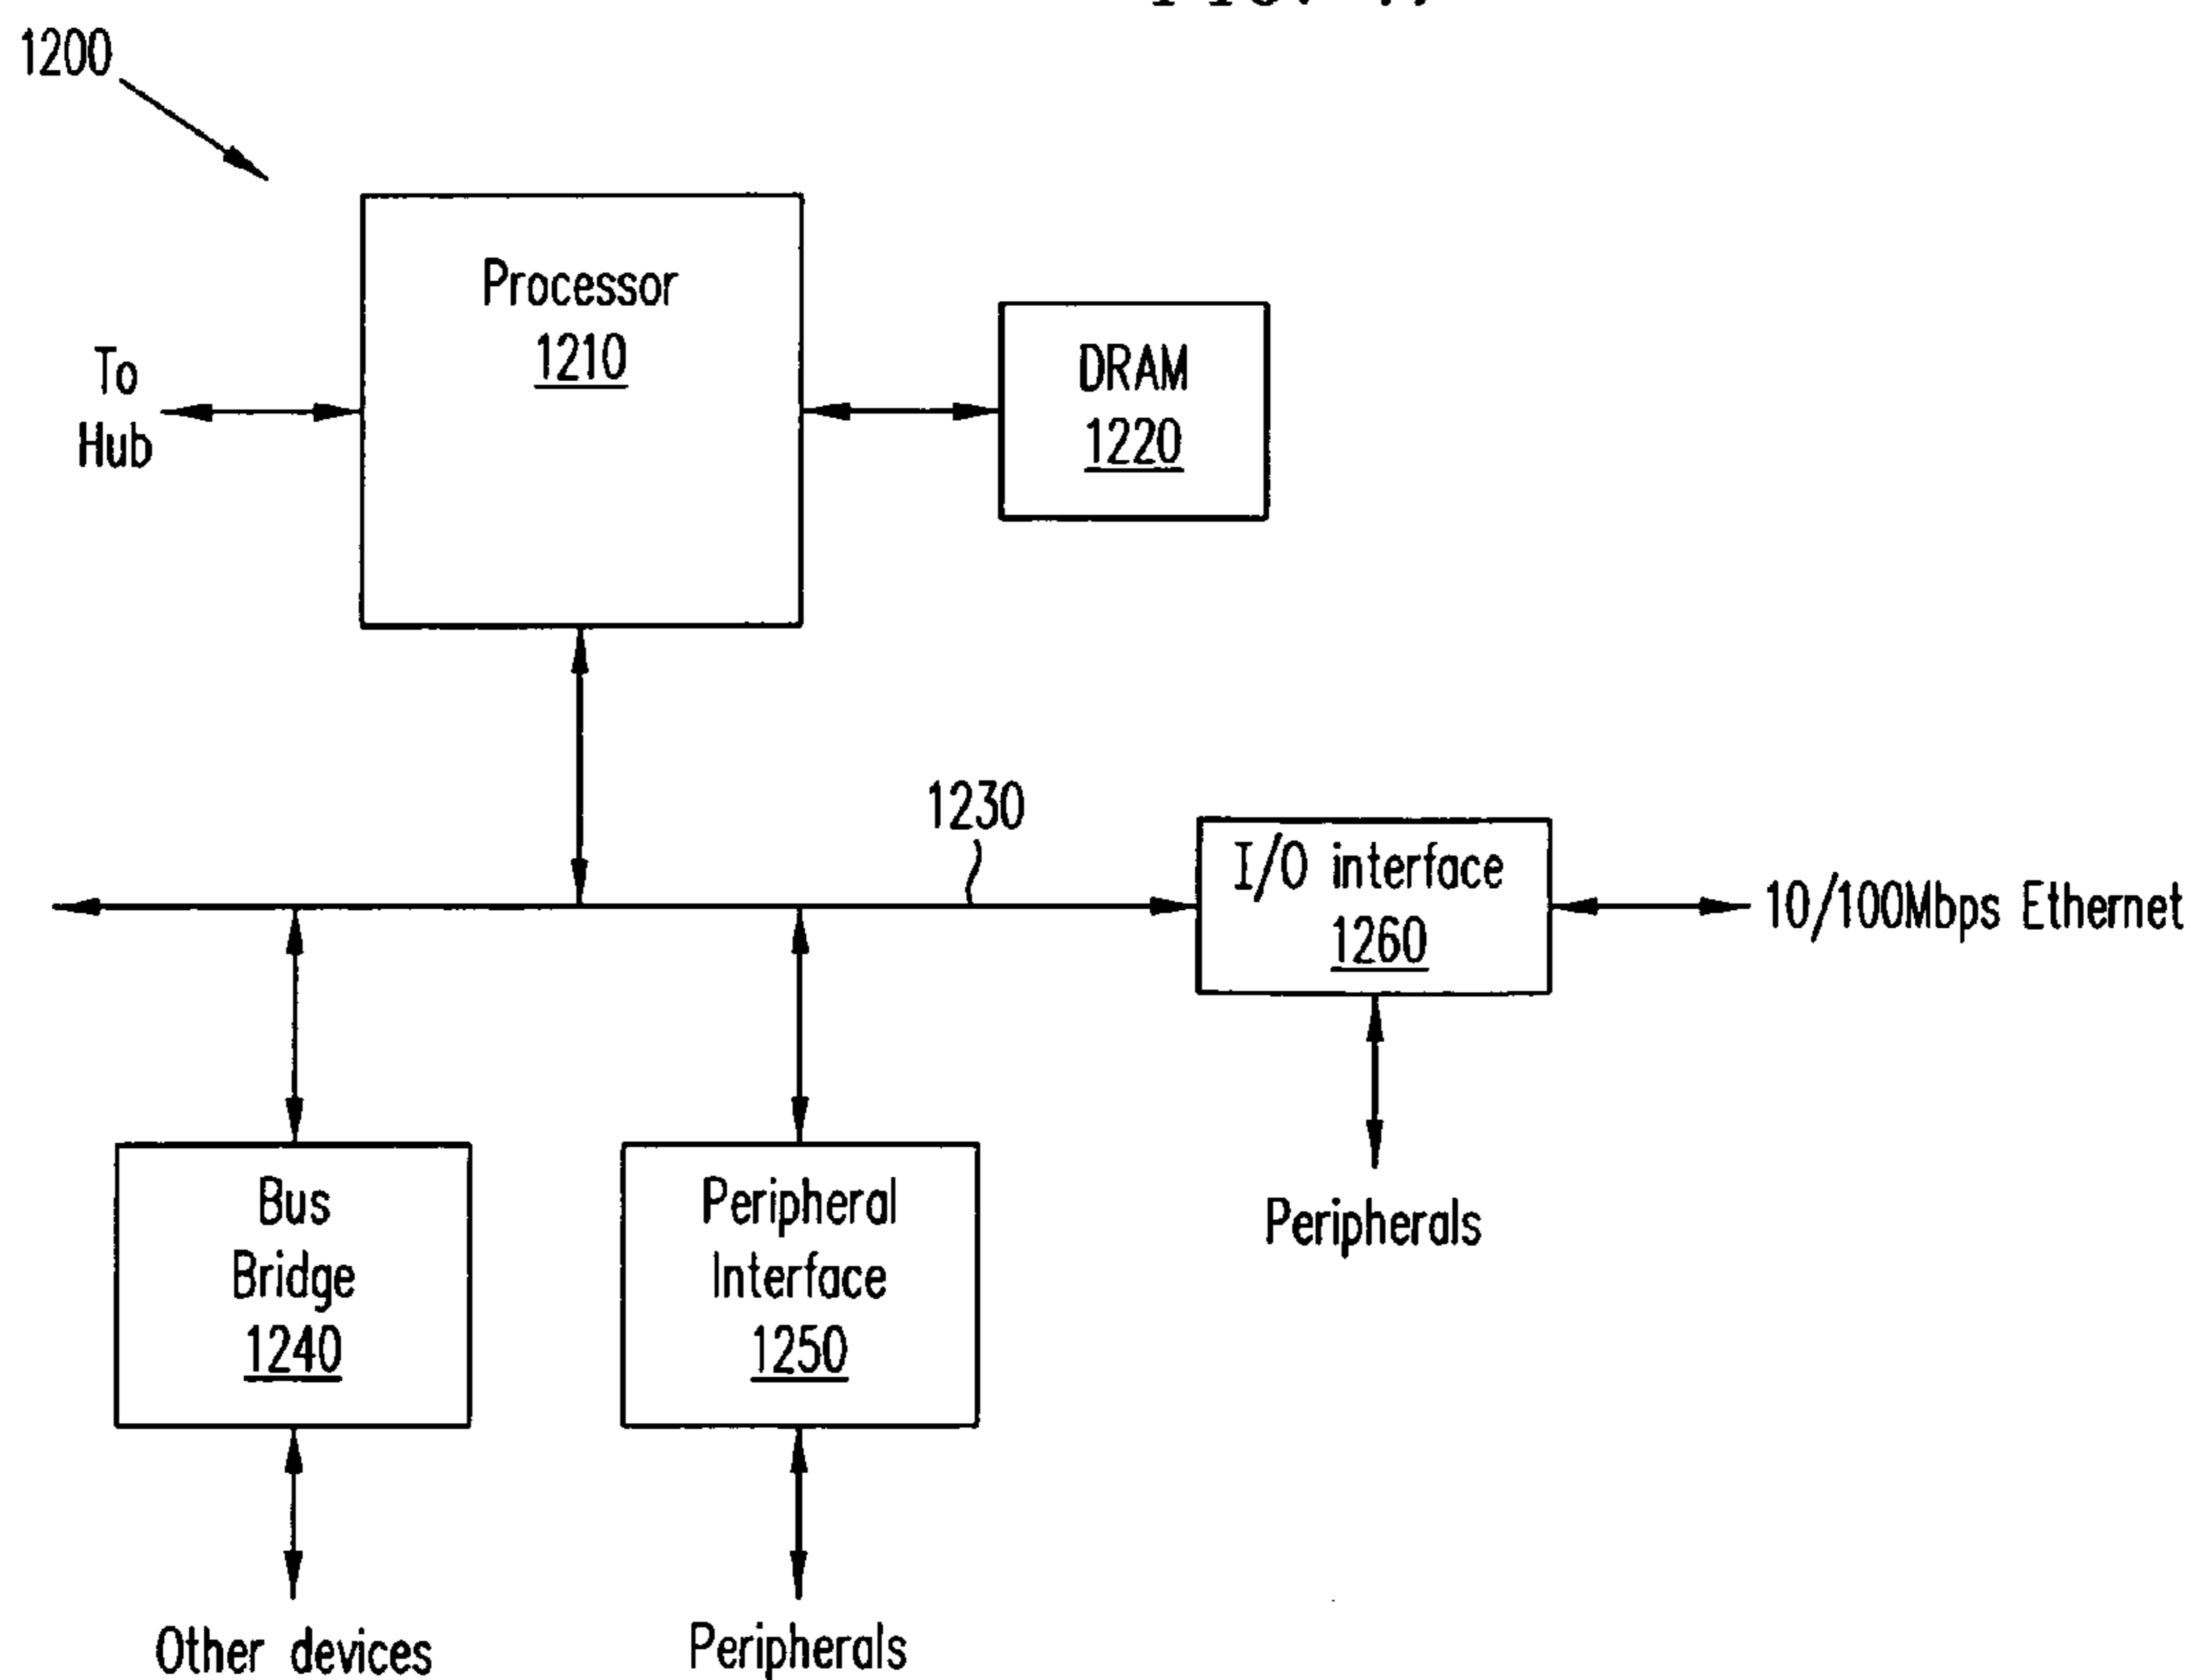 1200
Processor
1210
To
Hub
DRAM
1220
1230
I/O interface
1260
10/100Mbps Ethernet
Peripherals
Bus
Bridge
1240
Peripheral
Interface
1250
Other devices
Peripherals